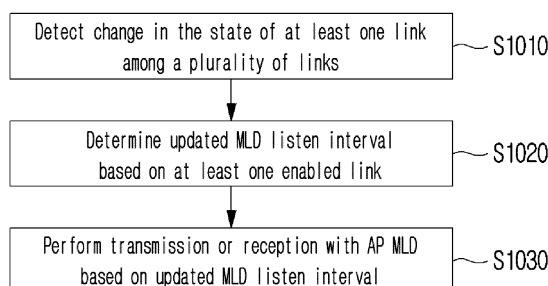 Detect change in the state of at least one link
among a plurality of links
S1010
Determine updated MLD listen interval
based on at least one enabled link
S1020
Perform transmission or reception with AP MLD
based on updated MLD listen interval
S1030